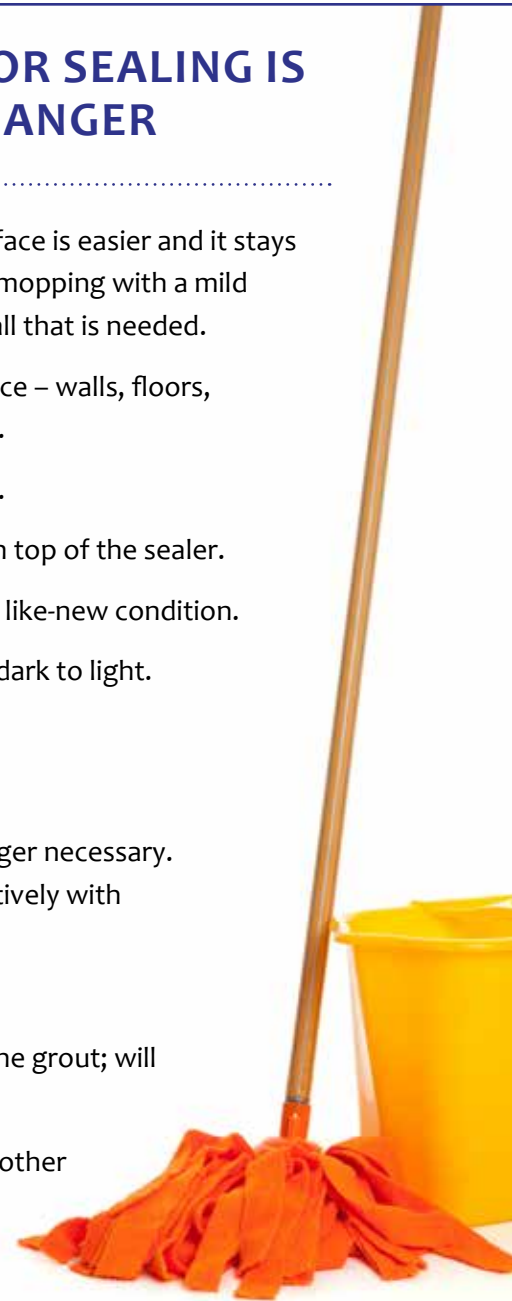 OR SEALING IS
ANGER
face is easier and it stays
mopping with a mild
all that is needed.
ce – walls, floors,
.
.
n top of the sealer.
like-new condition.
dark to light.
ger necessary.
tively with
he grout; will
other